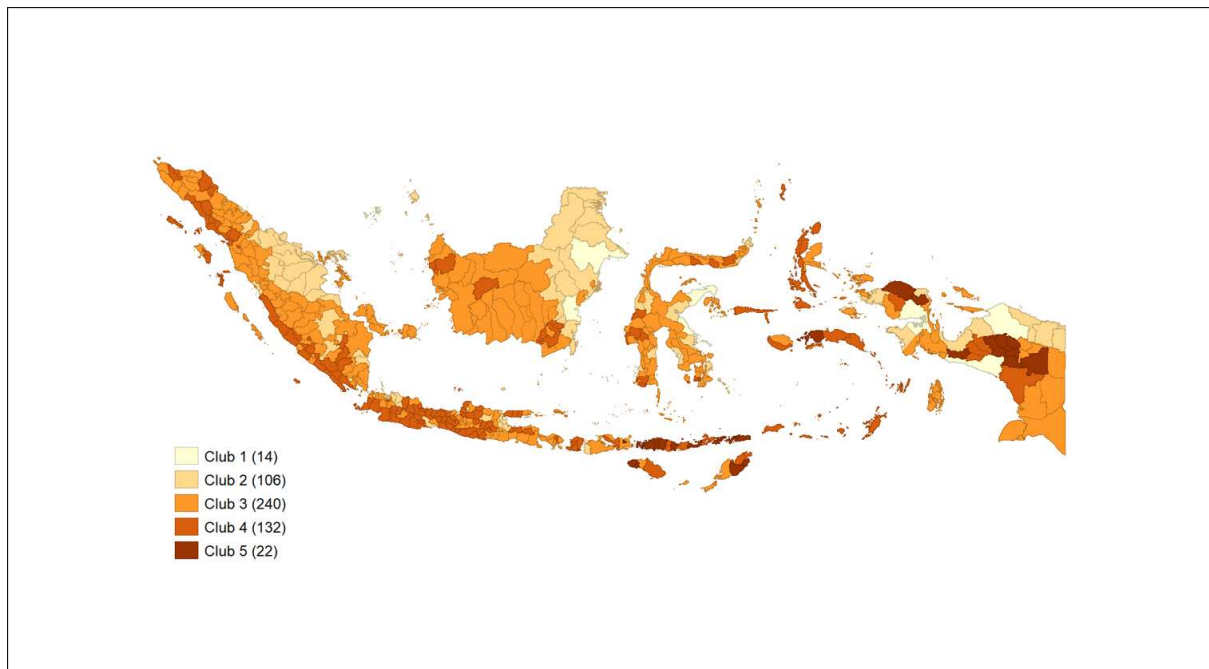 Club 1 (14)
Club 2 (106)
Club 3 (240)
Club 4 (132)
Club 5 (22)